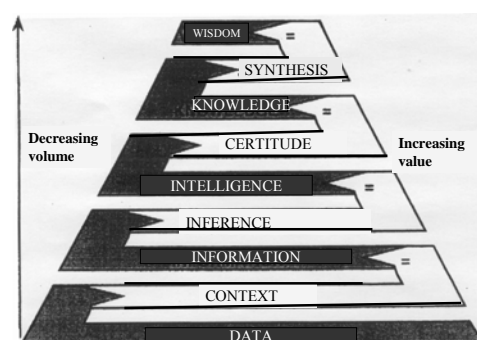 WISDOM
=
SYNTHESIS
KNOWLEDGE
=
Decreasing
volume
CERTITUDE
Increasing
value
INTELLIGENCE
=
INFERENCE
INFORMATION
=
CONTEXT
DATA